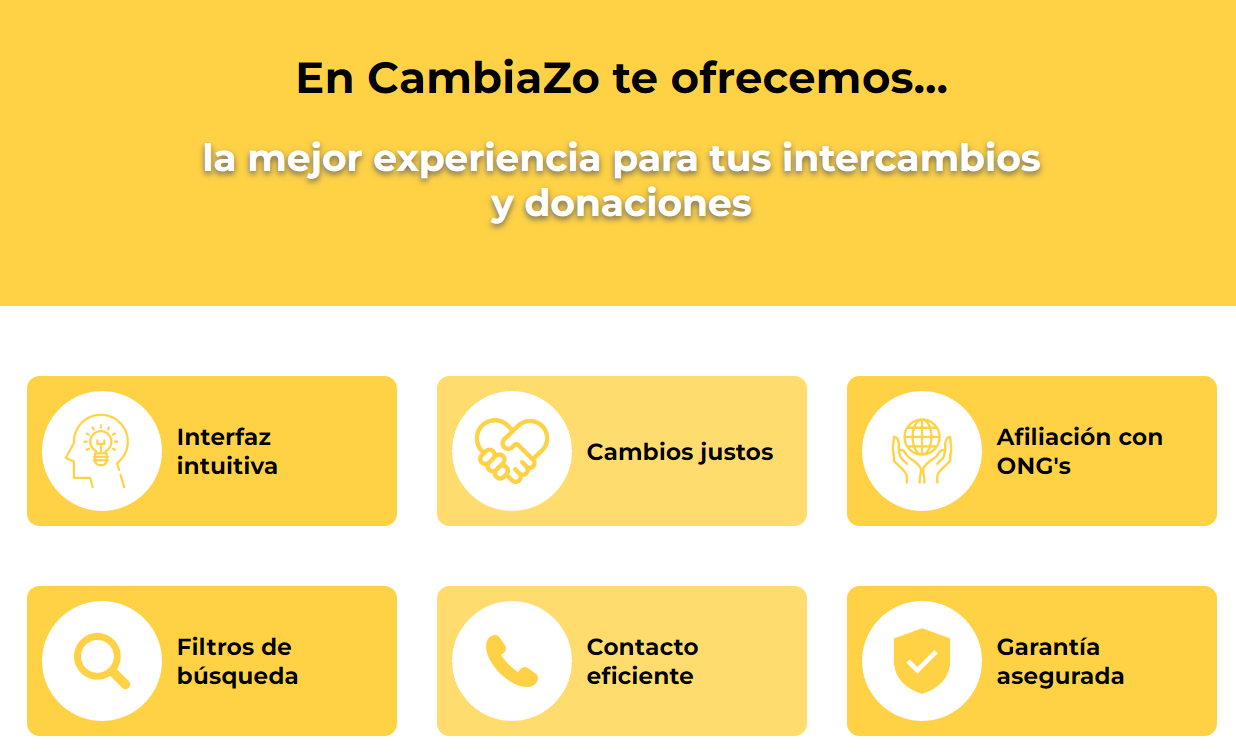 En CambiaZo te ofrecemos...
la mejor experiencia para tus intercambios
y donaciones
Interfaz
intuitiva
Cambios justos
Afiliación con
ONG's
Filtros de
búsqueda
Contacto
eficiente
Garantía
asegurada